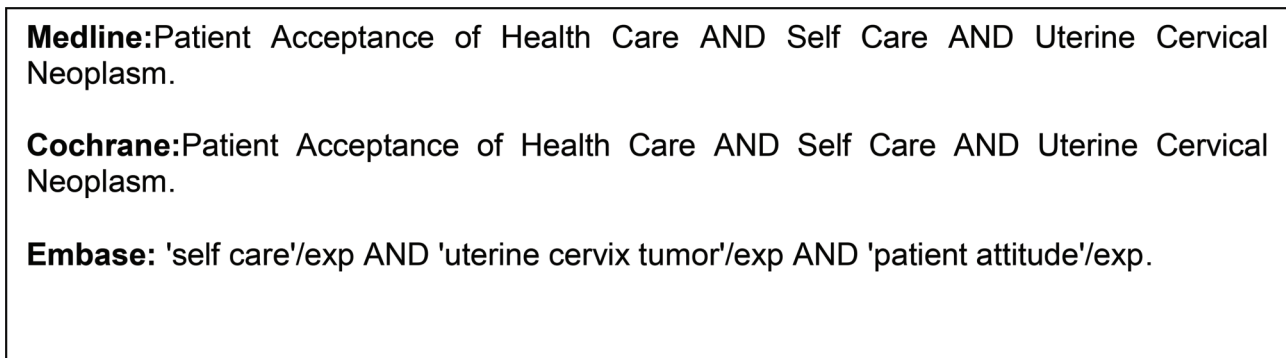 Medline:Patient Acceptance of Health Care AND Self Care AND Uterine Cervical
Neoplasm.
Cochrane:Patient Acceptance of Health Care AND Self Care AND Uterine Cervical
Neoplasm.
Embase: 'self care'/exp AND 'uterine cervix tumor'/exp AND 'patient attitude'/exp.